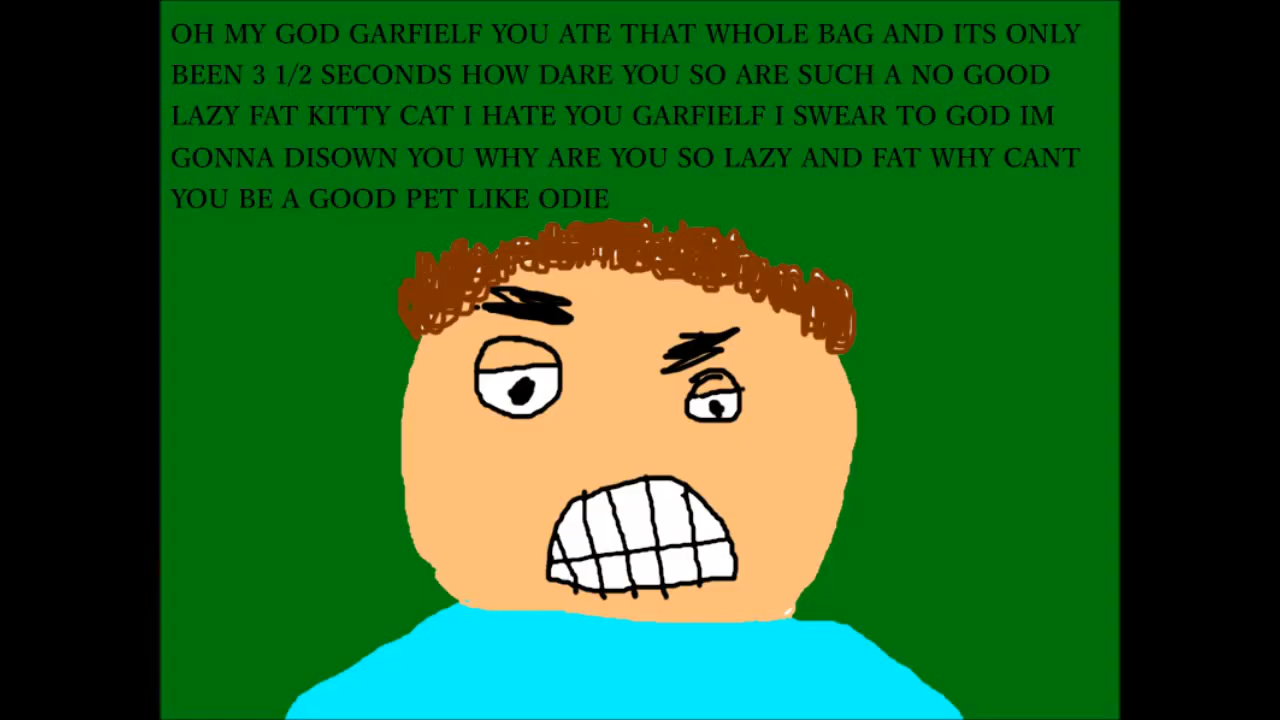 OH MY GOD GARFIELF YOU ATE THAT WHOLE BAG AND ITS ONLY
BEEN 3 1/2 SECONDS HOW DARE YOU SO ARE SUCH A NO GOOD
LAZY FAT KITTY CAT I HATE YOU GARFIELF I SWEAR TO GOD IM
GONNA DISOWN YOU WHY ARE YOU SO LAZY AND FAT WHY CANT
YOU BE A GOOD PET LIKE ODIE